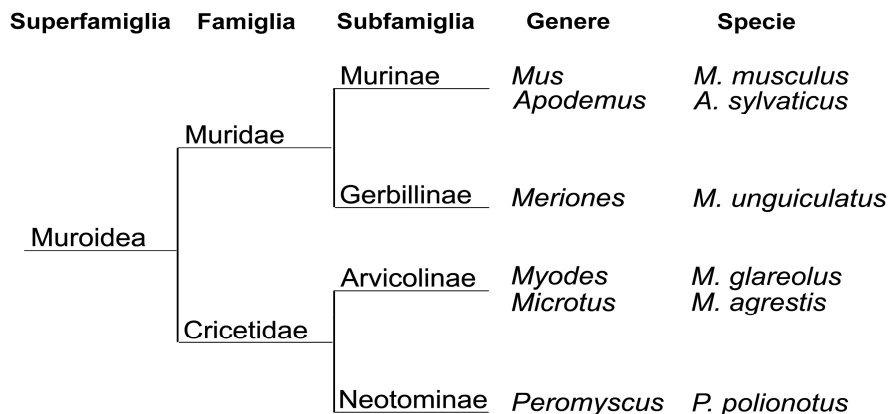 Superfamiglia Famiglia Subfamiglia Genere Specie
Murinae Mus M. musculus
Apodemus A. sylvaticus
Muridae
Gerbillinae Meriones M. unguiculatus
Muroidea
Arvicolinae Myodes M. glareolus
Microtus M. agrestis
Cricetidae
Neotominae Peromyscus P. polionotus